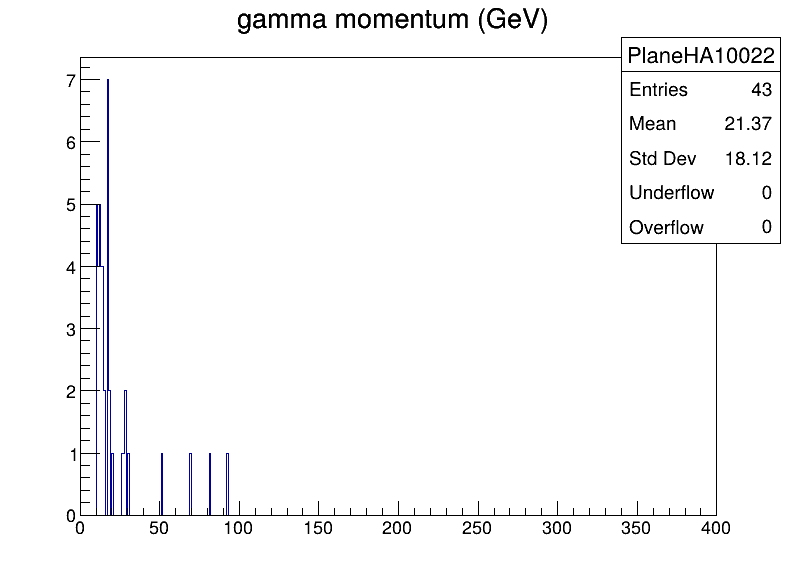 gamma momentum (GeV)
PlaneHA10022
Entries 43
Mean 21.37
Std Dev 18.12
Underflow 0
Overflow 0
7
6
5
4
3
2
1
0
0 50 100 150 200 250 300 350 400